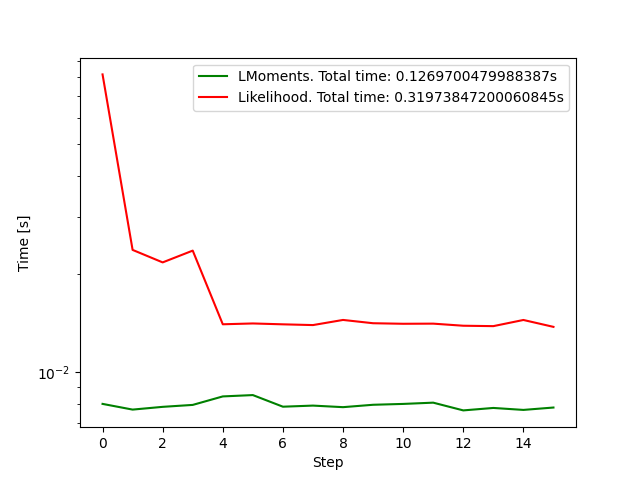 LMoments. Total time: 0.1269700479988387s
Likelihood. Total time: 0.31973847200060845s
Time [s]
10⁻²
0 2 4 6 8 10 12 14
Step